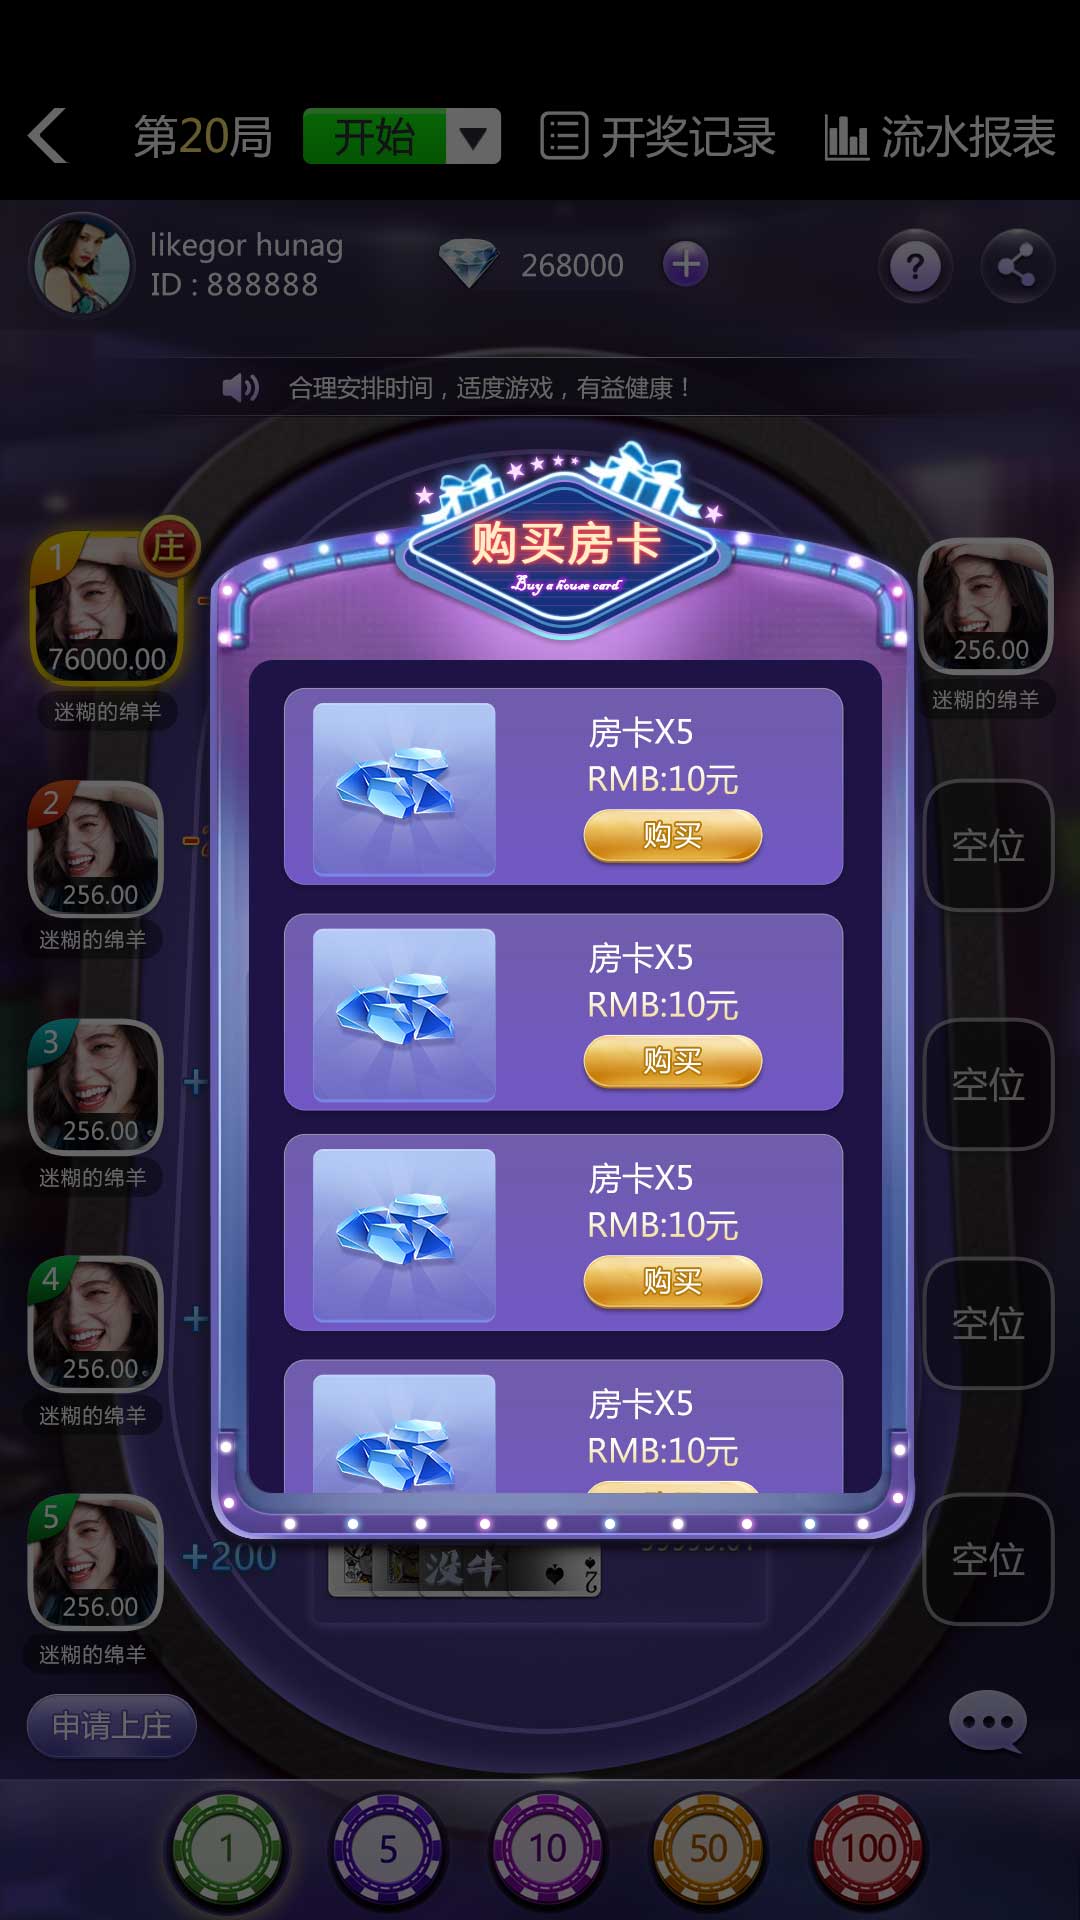 第20局
开始
开奖记录
流水报表
likegor hunag
ID : 888888
268000
?
合理安排时间，适度游戏，有益健康！
购买房卡
Buy a house card
1
庄
76000.00
迷糊的绵羊
256.00
迷糊的绵羊
房卡X5
RMB:10元
购买
2
256.00
迷糊的绵羊
空位
房卡X5
RMB:10元
购买
3
256.00
迷糊的绵羊
空位
房卡X5
RMB:10元
购买
4
256.00
迷糊的绵羊
空位
房卡X5
RMB:10元
5
+200
256.00
迷糊的绵羊
没牛
2
空位
申请上庄
1
5
10
50
100